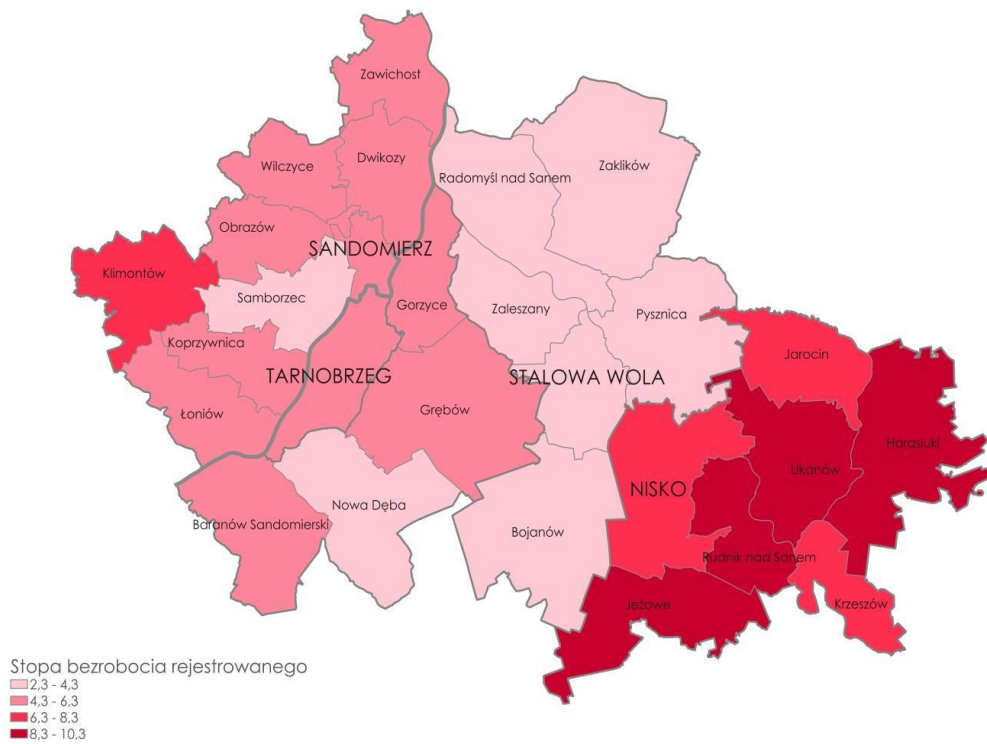 Zawichost
Dwikozy
Wilczyce
Radomyśl nad Sanem
Zaklików
Obrazów
SANDOMIERZ
Klimontów
Samborzec
Gorzyce
Zaleszany
Pysznica
Koprzywnica
Jarocin
TARNOBRZEG
STALOWA WOLA
Łoniów
Grębów
Harasiuki
Ukanów
NISKO
Nowa Dęba
Baranów Sandomierski
Bojanów
Rudnik nad Sanem
Jeżowe
Krzeszów
Stopa bezrobocia rejestrowanego
2,3 - 4,3
4,3 - 6,3
6,3 - 8,3
8,3 - 10,3